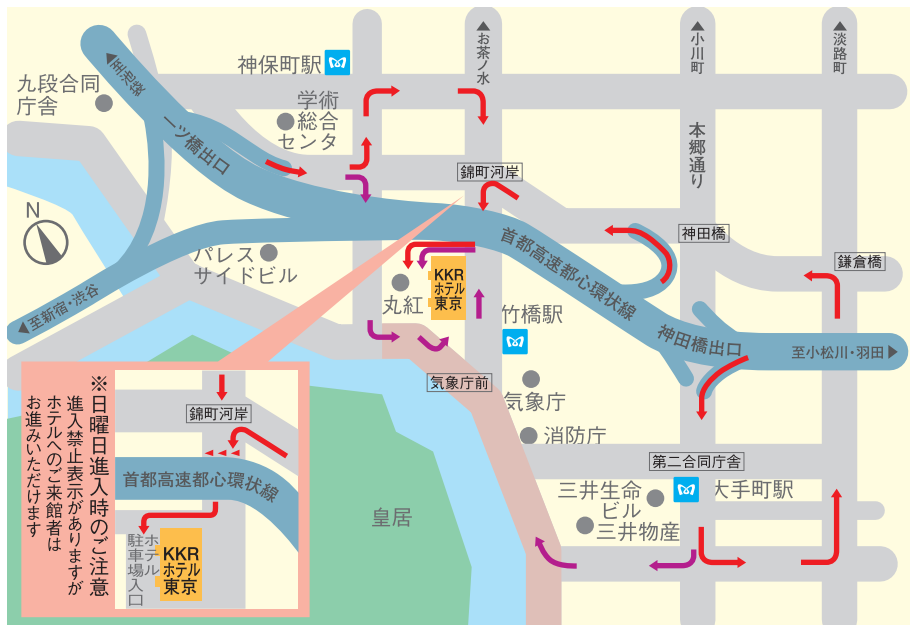 至池袋
神保町駅
お茶ノ水
小川町
淡路町
九段合同
庁舎
学術
総合
センタ
一ツ橋出口
本郷通り
錦町河岸
N
パレス
サイドビル
首都高速都心環状線
神田橋
鎌倉橋
KKR
ホテル
東京
丸紅
竹橋駅
至新宿・渋谷
神田橋出口
至小松川・羽田
気象庁前
気象庁
消防庁
第二合同庁舎
三井生命
ビル
大手町駅
三井物産
皇居
※日曜日進入時のご注意
進入禁止表示がありますが
ホテルへのご来館者は
お進みいただけます
錦町河岸
首都高速都心環状線
ホテル
駐車場入口
KKR
ホテル
東京